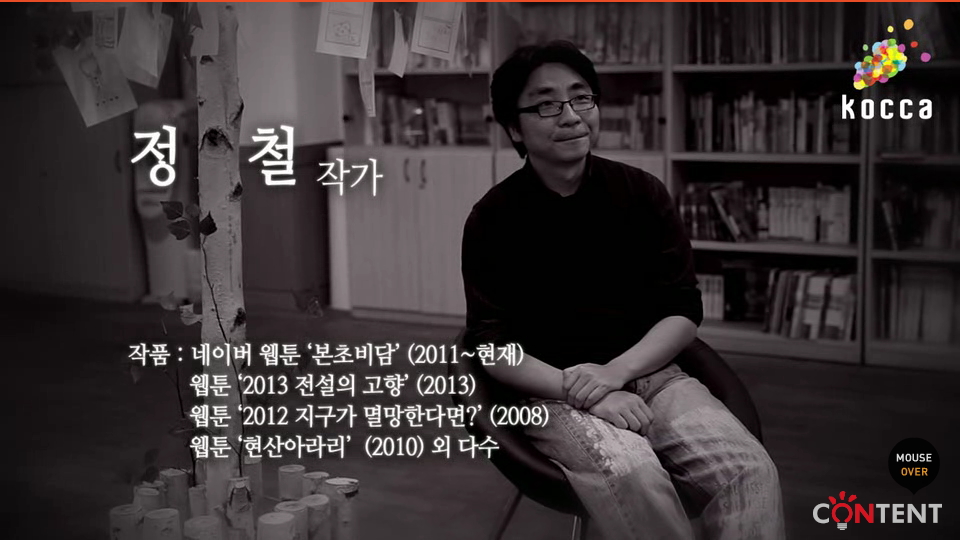 kocca
정 철 작가
작품 : 네이버 웹툰 ‘본초비담’ (2011~현재)
웹툰 ‘2013 전설의 고향’ (2013)
웹툰 ‘2012 지구가 멸망한다면?’ (2008)
웹툰 ‘현산아라리’ (2010) 외 다수
MOUSE
OVER
CONTENT